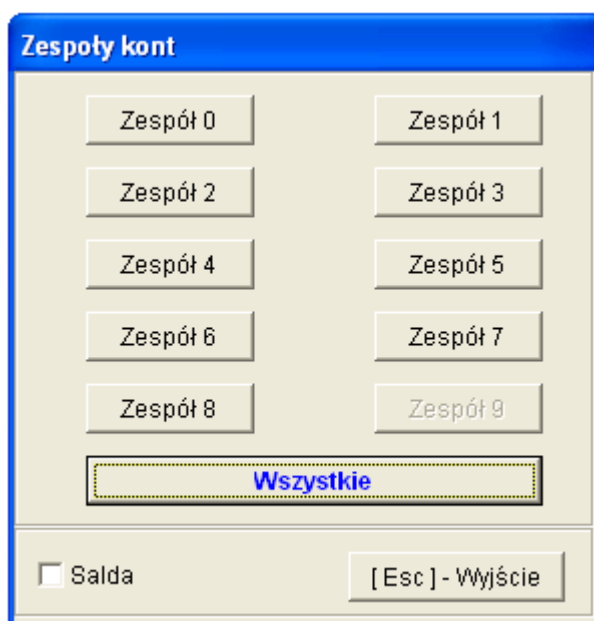 Zespoły kont
Zespół 0 Zespół 1
Zespół 2 Zespół 3
Zespół 4 Zespół 5
Zespół 6 Zespół 7
Zespół 8 Zespół 9
Wszystkie
Salda [ Esc ] - Wyjście